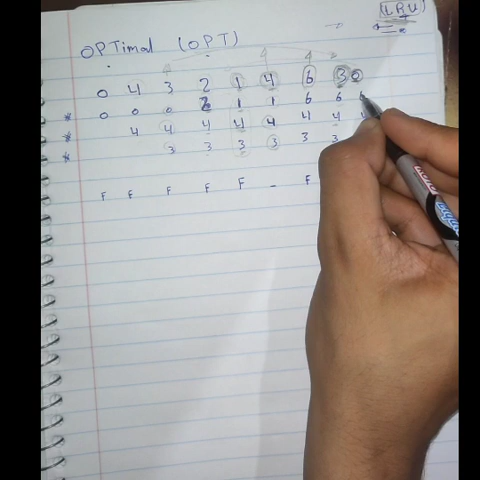 LRU
OPTimal (OPT)
0 4 3 2 1 4 6 3 0
0 0 0 2 1 1 6 6
4 4 4 4 4 4 4
3 3 3 3 3 3
F F F F F - F